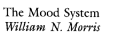 The Mood System
William N. Morris